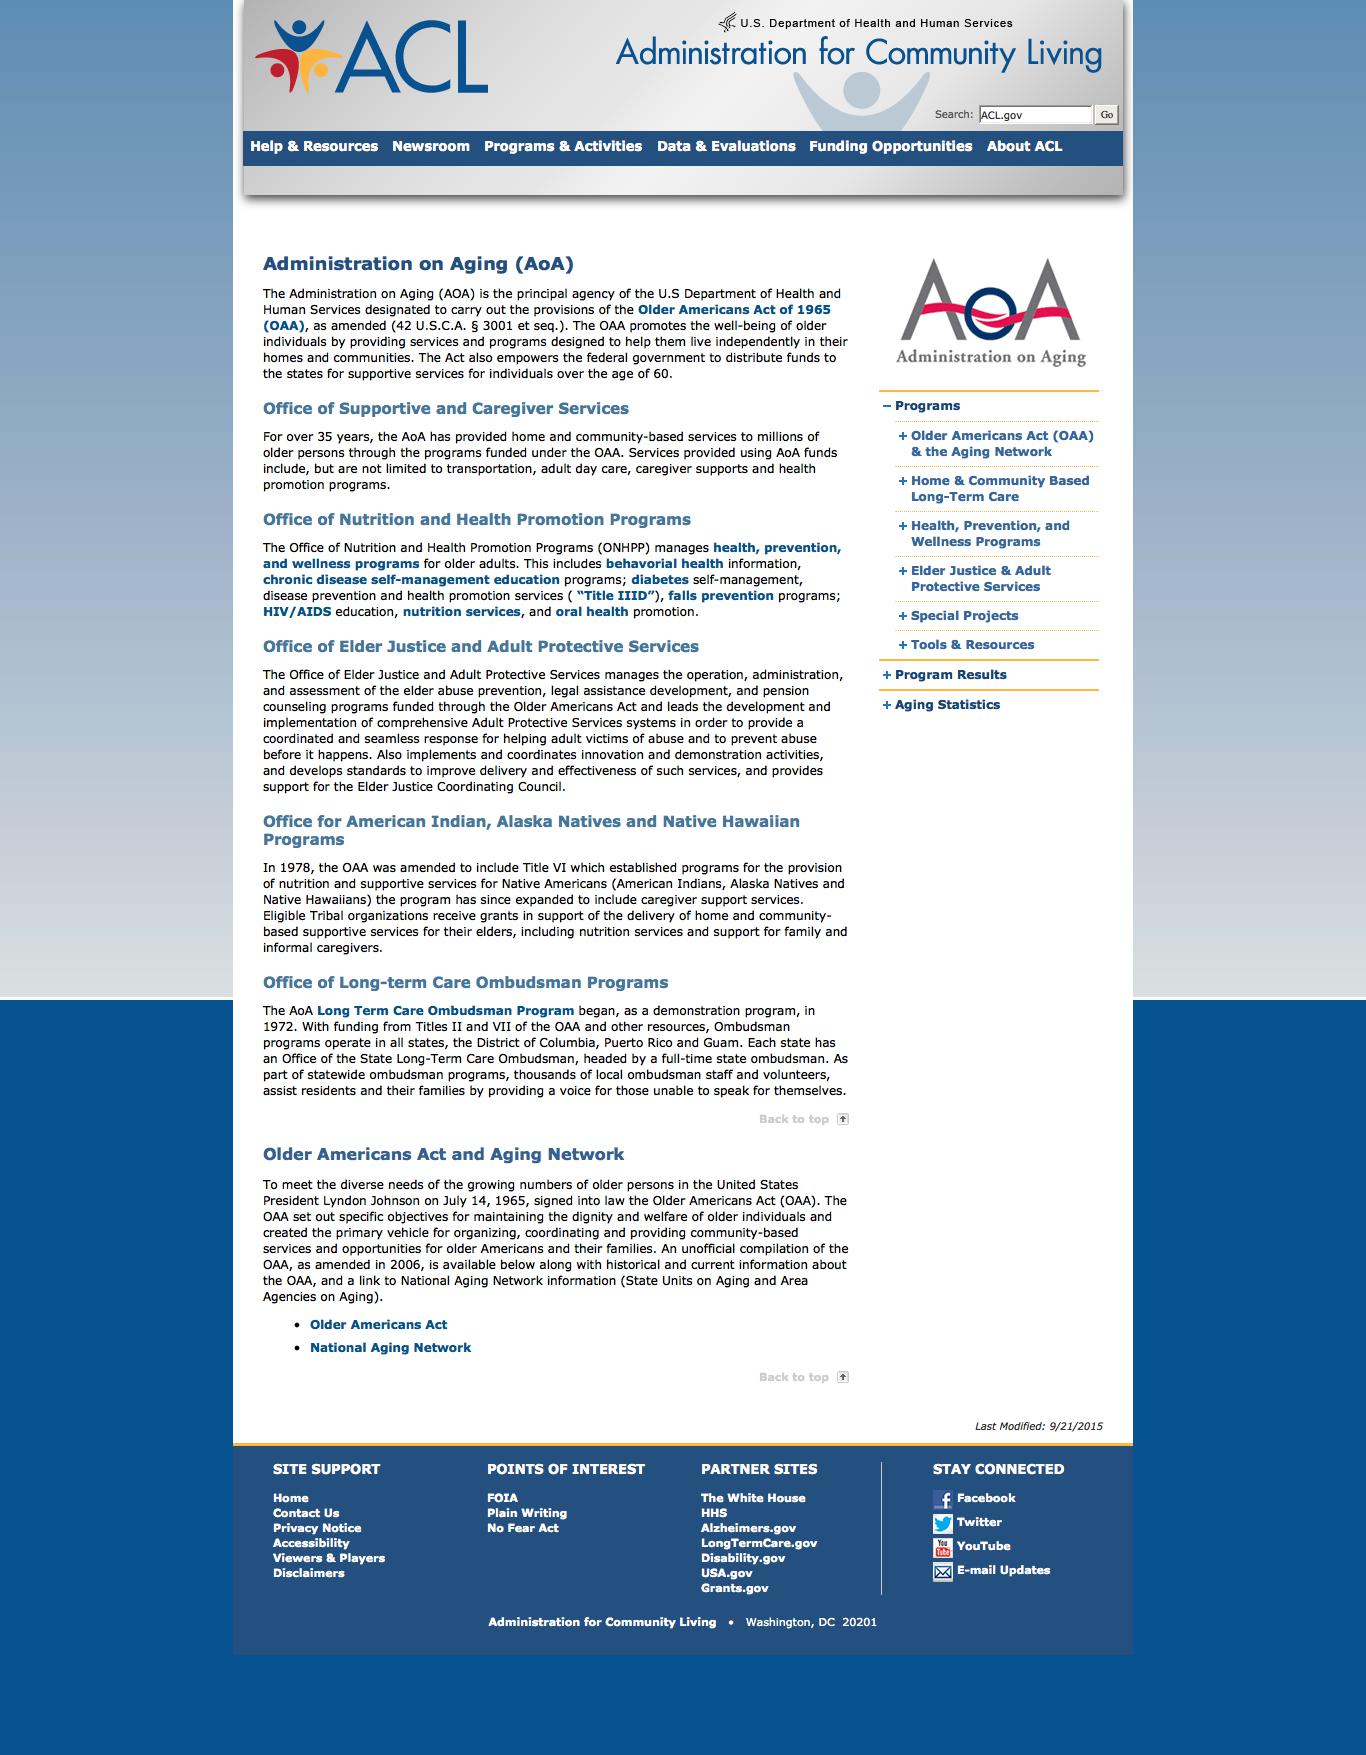 ACL
U.S. Department of Health and Human Services
Administration for Community Living
Search: ACL.gov Go
Help & Resources Newsroom Programs & Activities Data & Evaluations Funding Opportunities About ACL
Administration on Aging (AoA)
The Administration on Aging (AOA) is the principal agency of the U.S Department of Health and
Human Services designated to carry out the provisions of the Older Americans Act of 1965
(OAA), as amended (42 U.S.C.A. § 3001 et seq.). The OAA promotes the well-being of older
individuals by providing services and programs designed to help them live independently in their
homes and communities. The Act also empowers the federal government to distribute funds to
the states for supportive services for individuals over the age of 60.
Office of Supportive and Caregiver Services
For over 35 years, the AoA has provided home and community-based services to millions of
older persons through the programs funded under the OAA. Services provided using AoA funds
include, but are not limited to transportation, adult day care, caregiver supports and health
promotion programs.
Office of Nutrition and Health Promotion Programs
The Office of Nutrition and Health Promotion Programs (ONHPP) manages health, prevention,
and wellness programs for older adults. This includes behavorial health information,
chronic disease self-management education programs; diabetes self-management,
disease prevention and health promotion services ( “Title IIID”), falls prevention programs;
HIV/AIDS education, nutrition services, and oral health promotion.
Office of Elder Justice and Adult Protective Services
The Office of Elder Justice and Adult Protective Services manages the operation, administration,
and assessment of the elder abuse prevention, legal assistance development, and pension
counseling programs funded through the Older Americans Act and leads the development and
implementation of comprehensive Adult Protective Services systems in order to provide a
coordinated and seamless response for helping adult victims of abuse and to prevent abuse
before it happens. Also implements and coordinates innovation and demonstration activities,
and develops standards to improve delivery and effectiveness of such services, and provides
support for the Elder Justice Coordinating Council.
Office for American Indian, Alaska Natives and Native Hawaiian
Programs
In 1978, the OAA was amended to include Title VI which established programs for the provision
of nutrition and supportive services for Native Americans (American Indians, Alaska Natives and
Native Hawaiians) the program has since expanded to include caregiver support services.
Eligible Tribal organizations receive grants in support of the delivery of home and community-
based supportive services for their elders, including nutrition services and support for family and
informal caregivers.
Office of Long-term Care Ombudsman Programs
The AoA Long Term Care Ombudsman Program began, as a demonstration program, in
1972. With funding from Titles II and VII of the OAA and other resources, Ombudsman
programs operate in all states, the District of Columbia, Puerto Rico and Guam. Each state has
an Office of the State Long-Term Care Ombudsman, headed by a full-time state ombudsman. As
part of statewide ombudsman programs, thousands of local ombudsman staff and volunteers,
assist residents and their families by providing a voice for those unable to speak for themselves.
Back to top
Older Americans Act and Aging Network
To meet the diverse needs of the growing numbers of older persons in the United States
President Lyndon Johnson on July 14, 1965, signed into law the Older Americans Act (OAA). The
OAA set out specific objectives for maintaining the dignity and welfare of older individuals and
created the primary vehicle for organizing, coordinating and providing community-based
services and opportunities for older Americans and their families. An unofficial compilation of the
OAA, as amended in 2006, is available below along with historical and current information about
the OAA, and a link to National Aging Network information (State Units on Aging and Area
Agencies on Aging).
• Older Americans Act
• National Aging Network
Back to top
AOA
Administration on Aging
− Programs
+ Older Americans Act (OAA)
& the Aging Network
+ Home & Community Based
Long-Term Care
+ Health, Prevention, and
Wellness Programs
+ Elder Justice & Adult
Protective Services
+ Special Projects
+ Tools & Resources
+ Program Results
+ Aging Statistics
Last Modified: 9/21/2015
SITE SUPPORT
Home
Contact Us
Privacy Notice
Accessibility
Viewers & Players
Disclaimers
POINTS OF INTEREST
FOIA
Plain Writing
No Fear Act
PARTNER SITES
The White House
HHS
Alzheimers.gov
LongTermCare.gov
Disability.gov
USA.gov
Grants.gov
STAY CONNECTED
f Facebook
Twitter
You Tube YouTube
E-mail Updates
Administration for Community Living • Washington, DC 20201